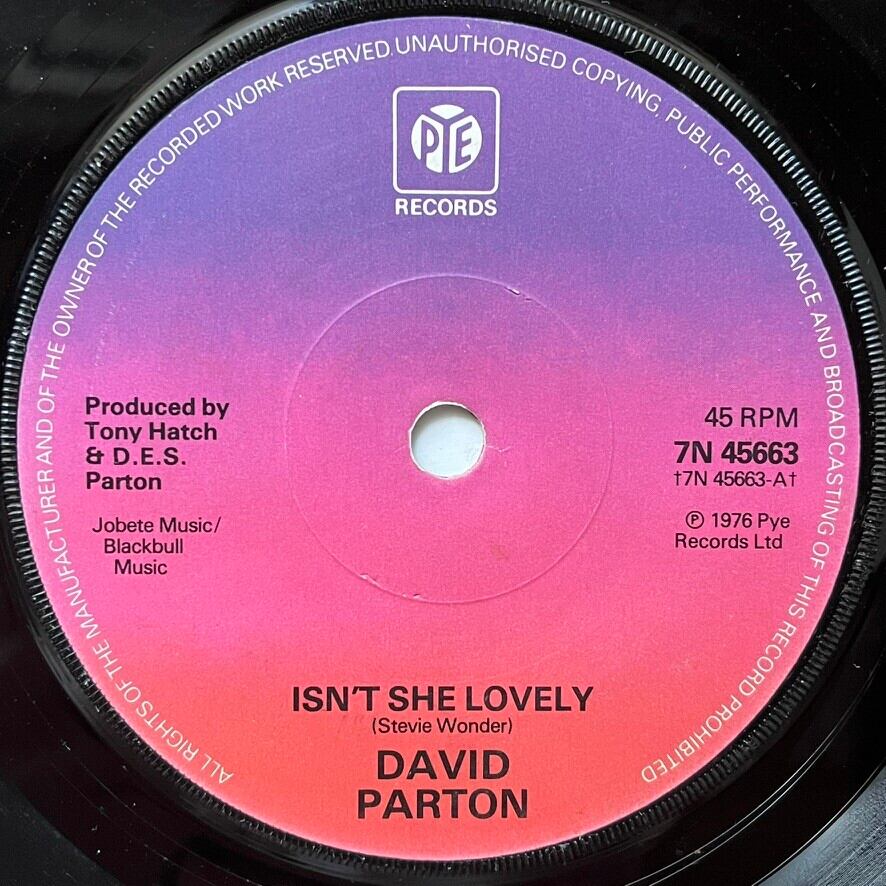 ALL RIGHTS OF THE MANUFACTURER AND OF THE OWNER OF THE RECORDED WORK RESERVED. UNAUTHORISED COPYING, PUBLIC PERFORMANCE AND BROADCASTING OF THIS RECORD PROHIBITED
PYE
RECORDS
Produced by
Tony Hatch
& D.E.S.
Parton
Jobete Music/
Blackbull
Music
45 RPM
7N 45663
†7N 45663-A†
℗ 1976 Pye
Records Ltd
ISN'T SHE LOVELY
(Stevie Wonder)
DAVID
PARTON